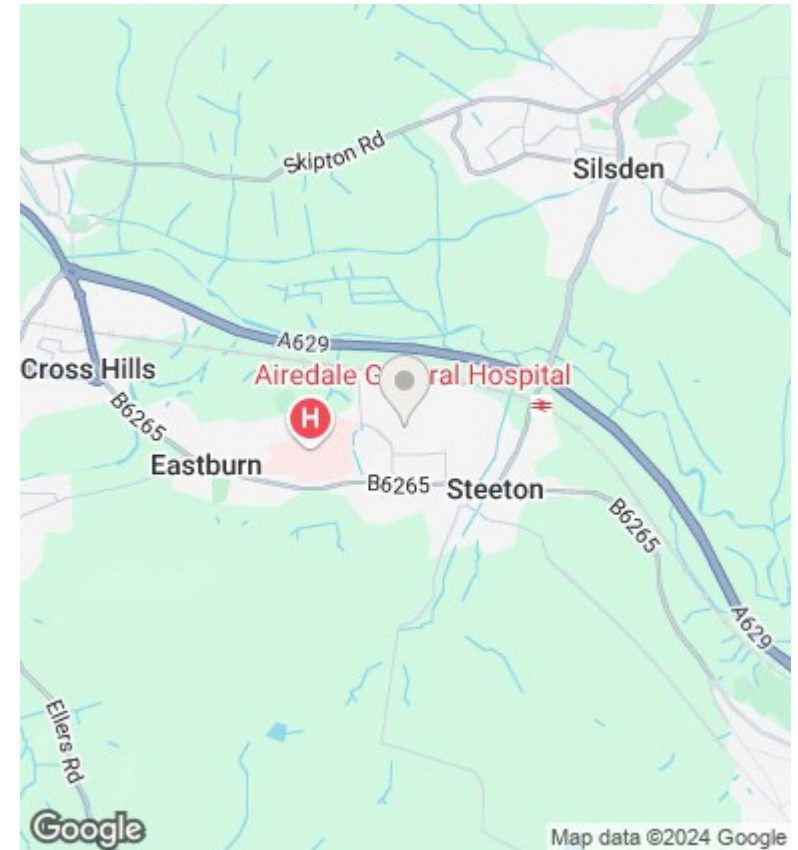 Skipton Rd
Silsden
A629
Cross Hills
Airedale General Hospital
H
B6265
Eastburn
B6265
Steeton
B6265
A629
Ellers Rd
Google
Map data ©2024 Google